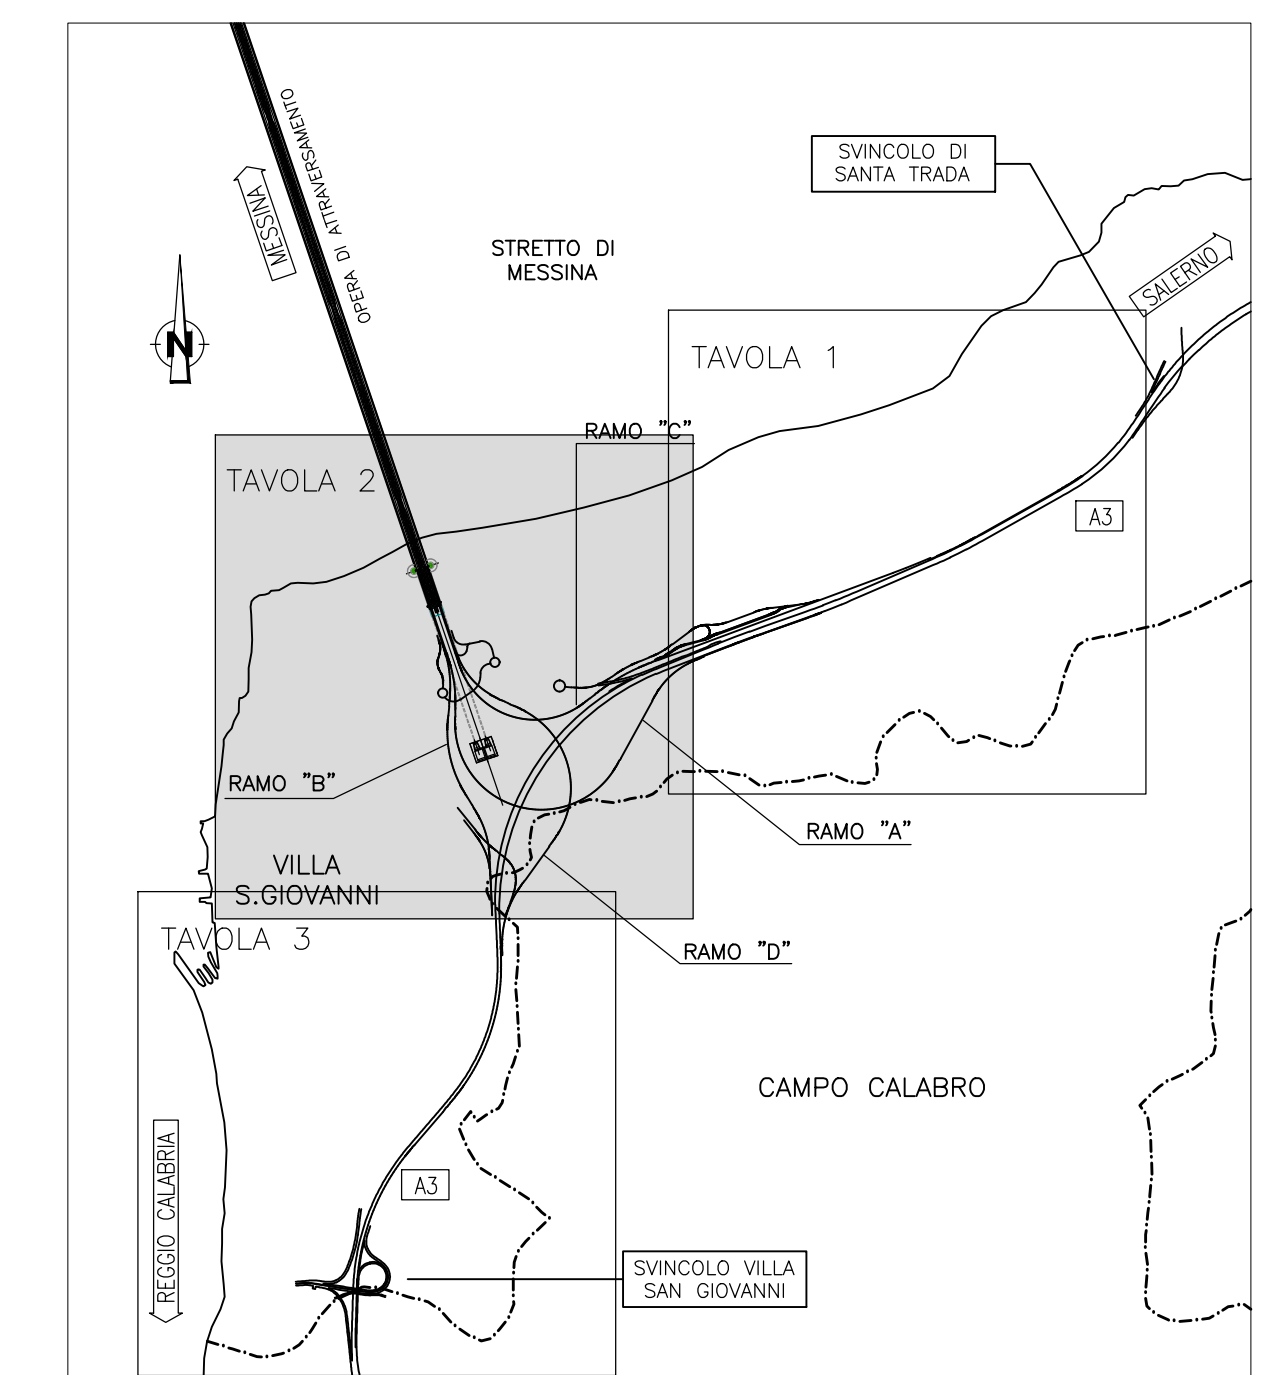 OPERA DI ATTRAVERSAMENTO
MESSINA
SVINCOLO DI
SANTA TRADA
STRETTO DI
MESSINA
SALERNO
N
TAVOLA 1
RAMO "C"
TAVOLA 2
A3
RAMO "B"
RAMO "A"
VILLA
S.GIOVANNI
TAVOLA 3
RAMO "D"
CAMPO CALABRO
REGGIO CALABRIA
A3
SVINCOLO VILLA
SAN GIOVANNI